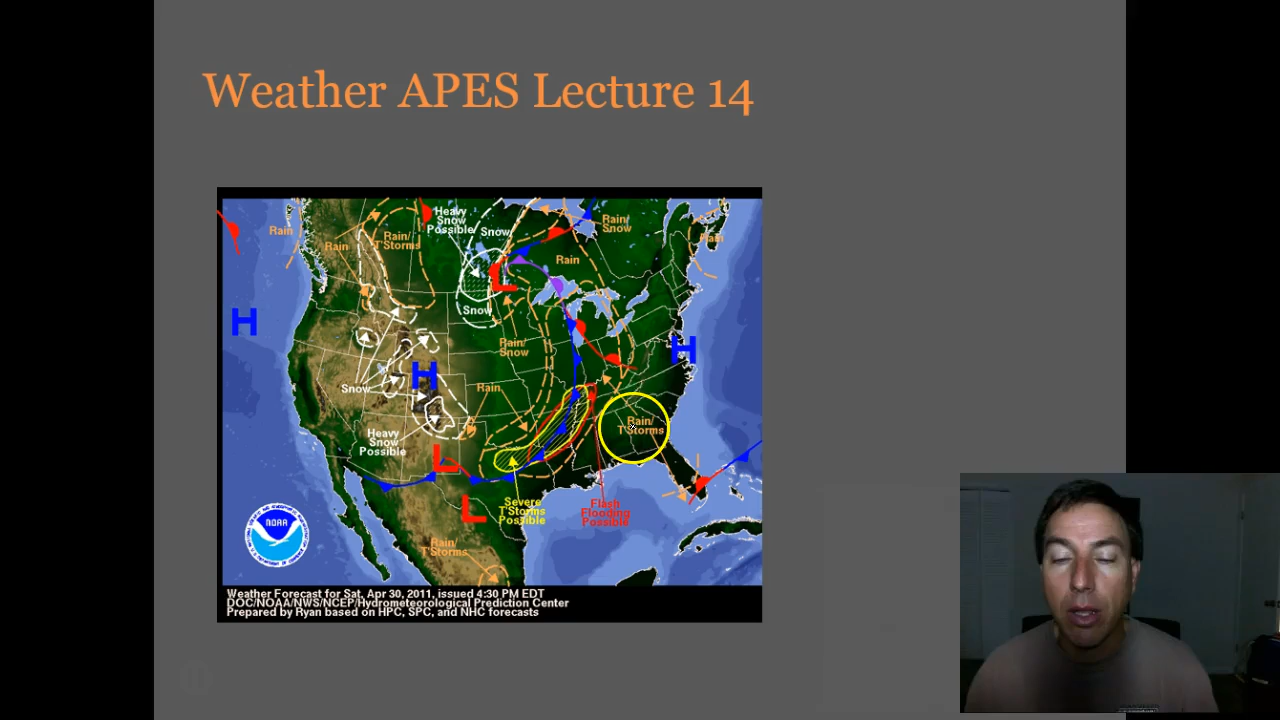 Weather APES Lecture 14
Heavy
Snow
Possible
Snow
Rain/
Snow
Rain
Rain
Rain/
T'Storms
Rain
Rain
L
Snow
H
H
Rain/
Snow
H
Snow
Rain
Rain/
T'Storms
Heavy
Snow
Possible
L
L
Severe
T'Storms
Possible
Flash
Flooding
Possible
NOAA
Rain/
T'Storms
Weather Forecast for Sat, Apr 30, 2011, issued 4:30 PM EDT
DOC/NOAA/NWS/NCEP/Hydrometeorological Prediction Center
Prepared by Ryan based on HPC, SPC, and NHC forecasts